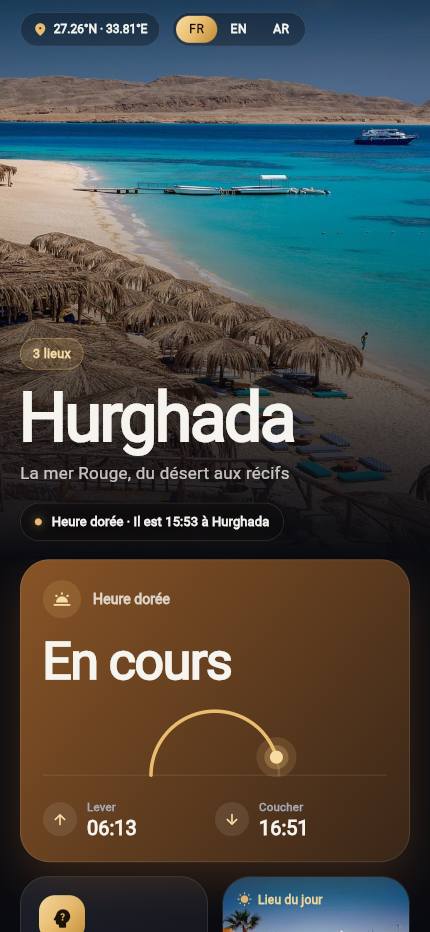 27.26°N · 33.81°E
FR EN AR
3 lieux
Hurghada
La mer Rouge, du désert aux récifs
Heure dorée · Il est 15:53 à Hurghada
Heure dorée
En cours
Lever
06:13
Coucher
16:51
Lieu du jour